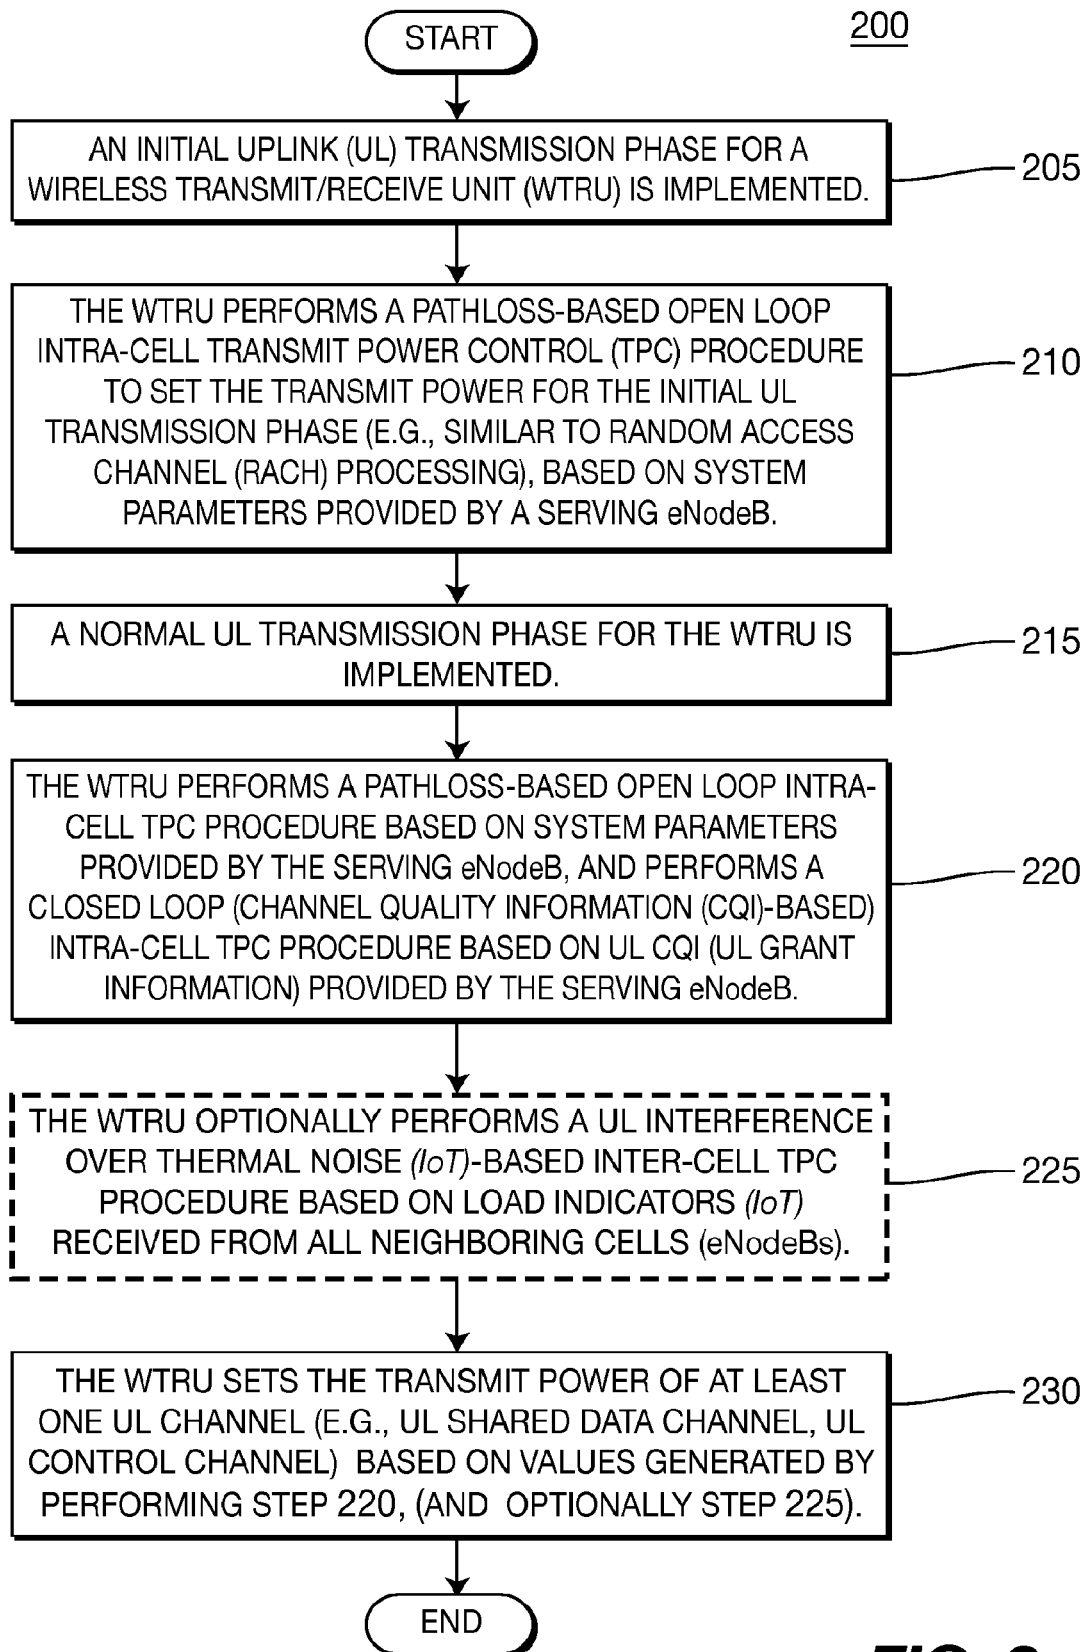 START
200
AN INITIAL UPLINK (UL) TRANSMISSION PHASE FOR A
WIRELESS TRANSMIT/RECEIVE UNIT (WTRU) IS IMPLEMENTED.
205
THE WTRU PERFORMS A PATHLOSS-BASED OPEN LOOP
INTRA-CELL TRANSMIT POWER CONTROL (TPC) PROCEDURE
TO SET THE TRANSMIT POWER FOR THE INITIAL UL
TRANSMISSION PHASE (E.G., SIMILAR TO RANDOM ACCESS
CHANNEL (RACH) PROCESSING), BASED ON SYSTEM
PARAMETERS PROVIDED BY A SERVING eNodeB.
210
A NORMAL UL TRANSMISSION PHASE FOR THE WTRU IS
IMPLEMENTED.
215
THE WTRU PERFORMS A PATHLOSS-BASED OPEN LOOP INTRA-
CELL TPC PROCEDURE BASED ON SYSTEM PARAMETERS
PROVIDED BY THE SERVING eNodeB, AND PERFORMS A
CLOSED LOOP (CHANNEL QUALITY INFORMATION (CQI)-BASED)
INTRA-CELL TPC PROCEDURE BASED ON UL CQI (UL GRANT
INFORMATION) PROVIDED BY THE SERVING eNodeB.
220
THE WTRU OPTIONALLY PERFORMS A UL INTERFERENCE
OVER THERMAL NOISE (IoT)-BASED INTER-CELL TPC
PROCEDURE BASED ON LOAD INDICATORS (IoT)
RECEIVED FROM ALL NEIGHBORING CELLS (eNodeBs).
225
THE WTRU SETS THE TRANSMIT POWER OF AT LEAST
ONE UL CHANNEL (E.G., UL SHARED DATA CHANNEL, UL
CONTROL CHANNEL) BASED ON VALUES GENERATED BY
PERFORMING STEP 220, (AND OPTIONALLY STEP 225).
230
END